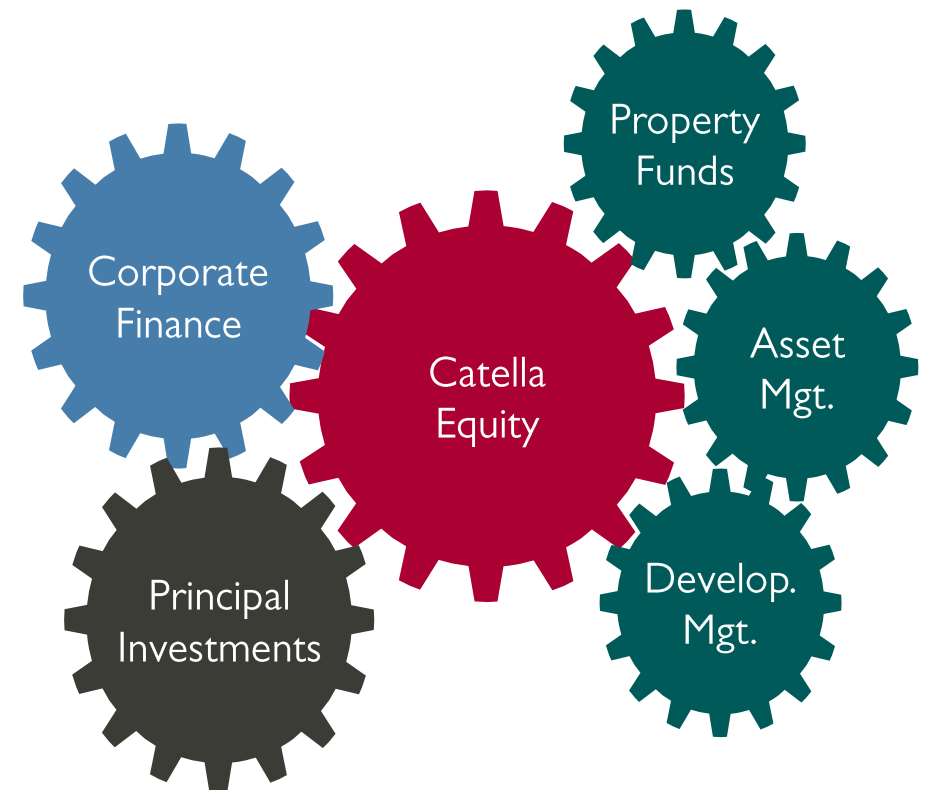 Property
Funds
Corporate
Finance
Asset
Mgt.
Catella
Equity
Develop.
Mgt.
Principal
Investments